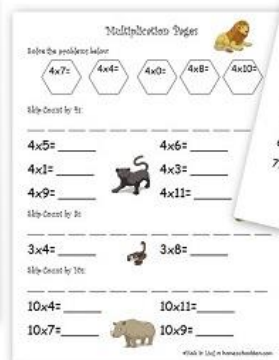 Multiplication Pages
Solve the problems below
4x7= 4x4= 4x0= 4x8= 4x10=
Skip Count by 4s:
4x5= 4x6=
4x1= 4x3=
4x9= 4x11=
Skip Count by
3x4= 3x8=
Skip Count by 10s:
10x4= 10x11=
10x7= 10x9=
7